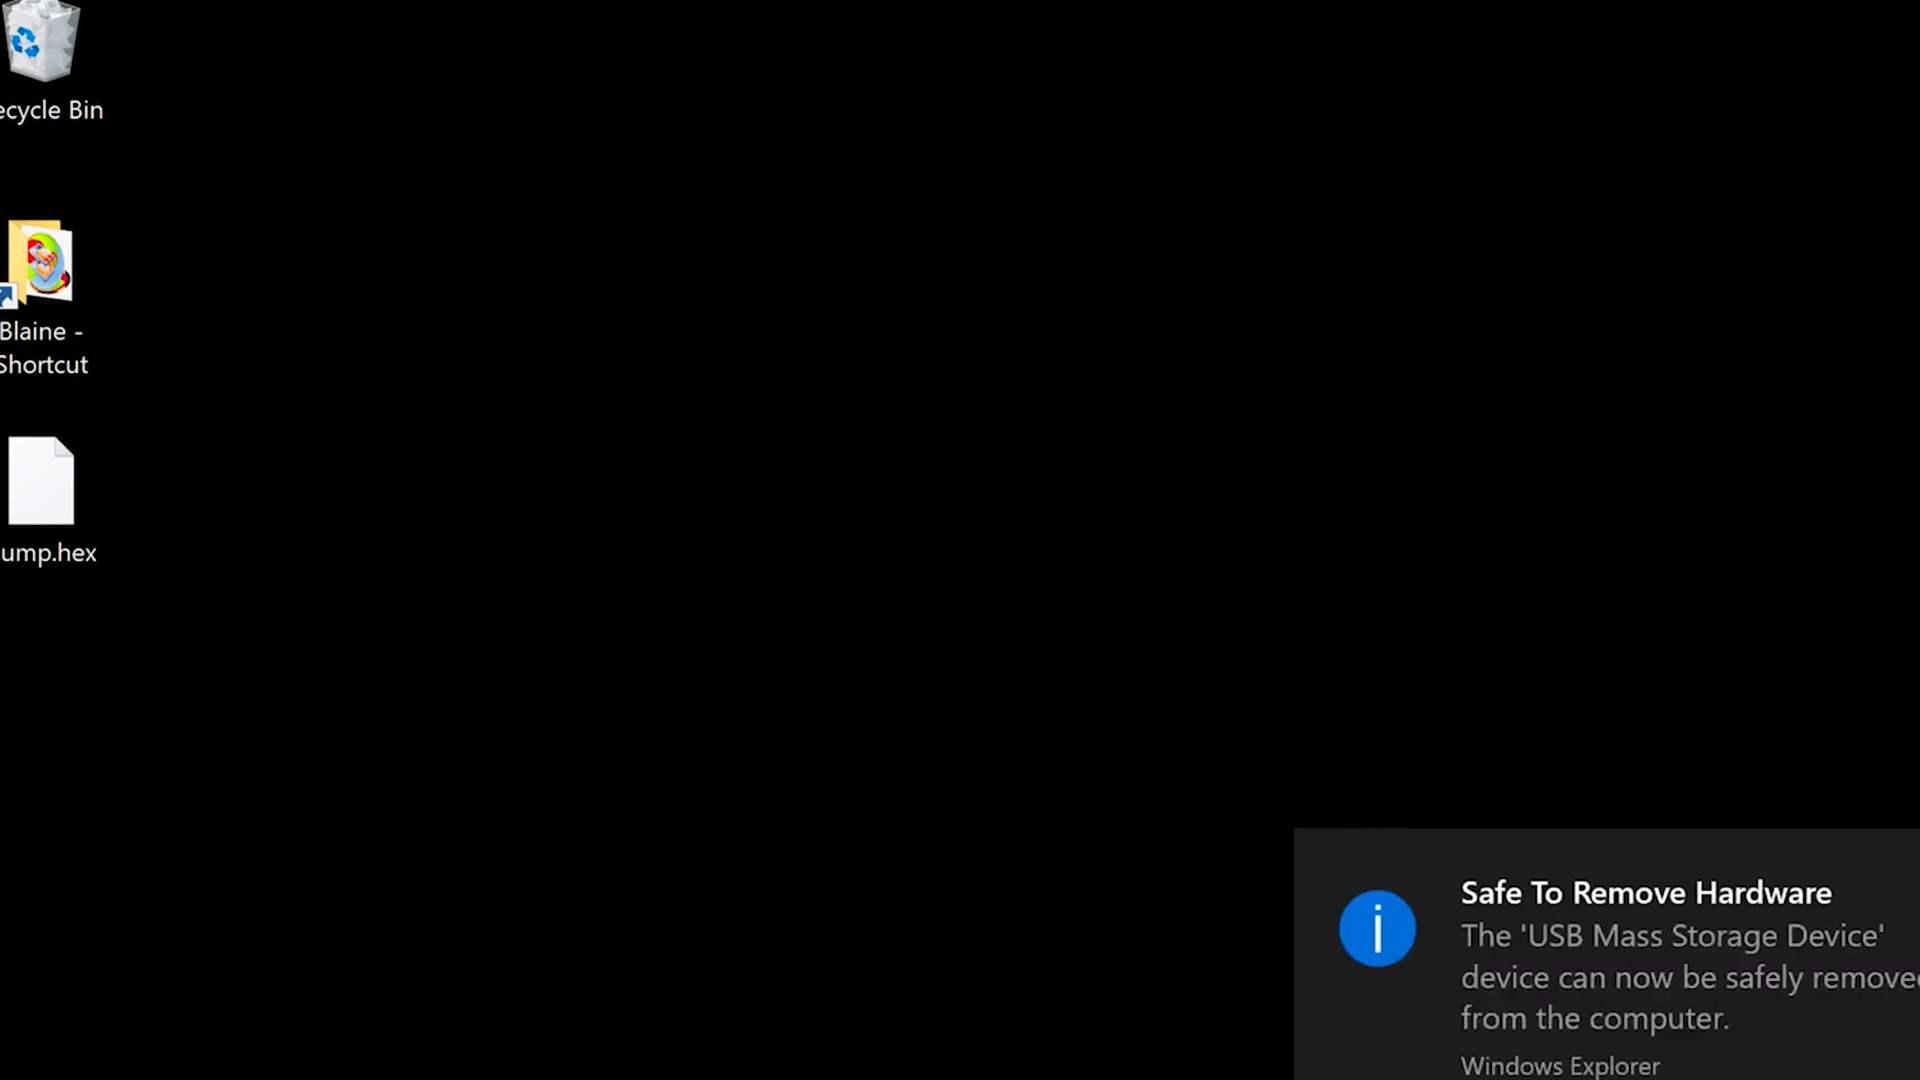 ecycle Bin
Blaine -
Shortcut
ump.hex
Safe To Remove Hardware
The 'USB Mass Storage Device'
device can now be safely removed
from the computer.
Windows Explorer